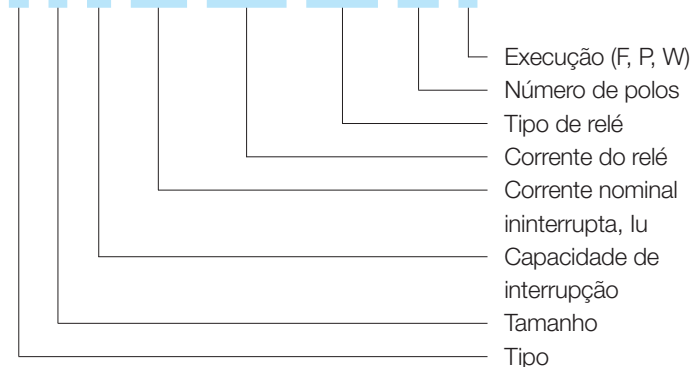 Execução (F, P, W)
Número de polos
Tipo de relé
Corrente do relé
Corrente nominal
ininterrupta, Iu
Capacidade de
interrupção
Tamanho
Tipo